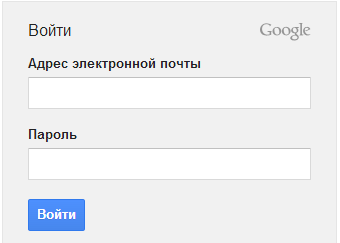 Войти Google
Адрес электронной почты
Пароль
Войти